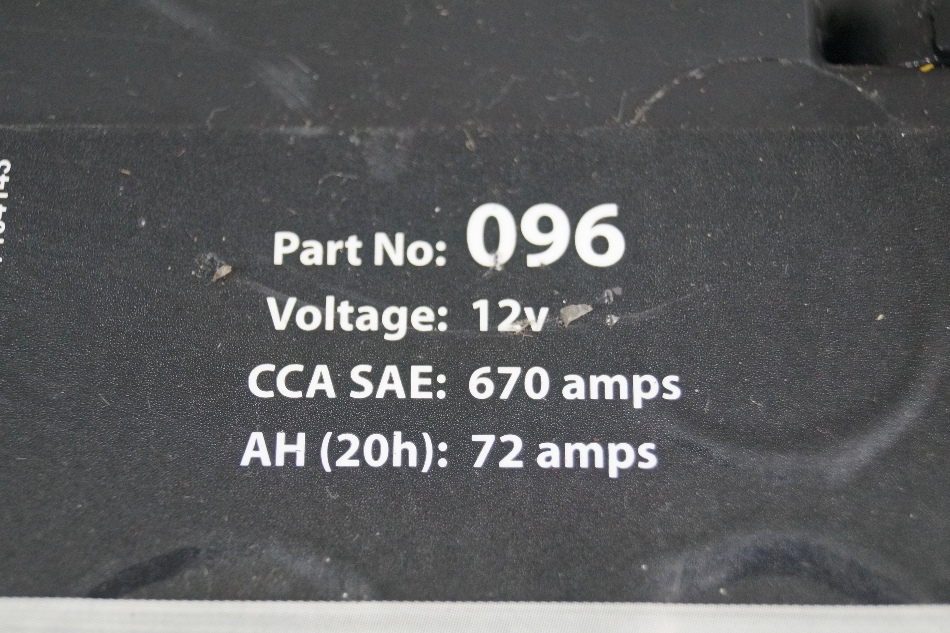 Part No: 096
Voltage: 12v
CCA SAE: 670 amps
AH (20h): 72 amps